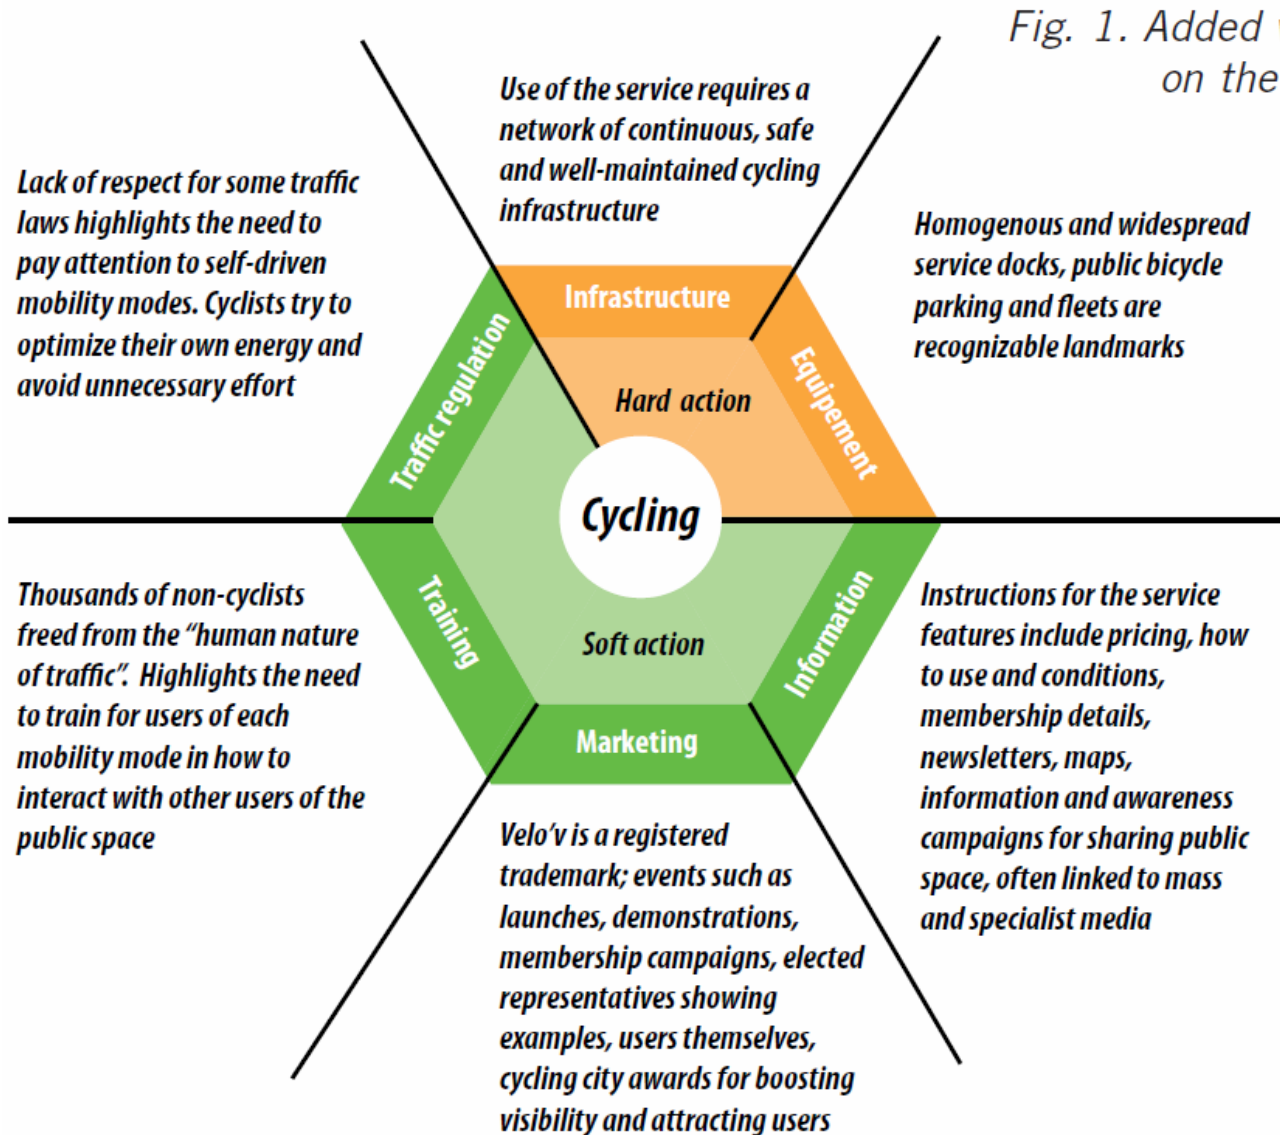 Fig. 1. Added
on the
Use of the service requires a
network of continuous, safe
and well-maintained cycling
infrastructure
Lack of respect for some traffic
laws highlights the need to
pay attention to self-driven
mobility modes. Cyclists try to
optimize their own energy and
avoid unnecessary effort
Homogenous and widespread
service docks, public bicycle
parking and fleets are
recognizable landmarks
Infrastructure
Traffic regulation
Equipement
Hard action
Cycling
Soft action
Training
Information
Marketing
Thousands of non-cyclists
freed from the “human nature
of traffic”. Highlights the need
to train for users of each
mobility mode in how to
interact with other users of the
public space
Instructions for the service
features include pricing, how
to use and conditions,
membership details,
newsletters, maps,
information and awareness
campaigns for sharing public
space, often linked to mass
and specialist media
Velo’v is a registered
trademark; events such as
launches, demonstrations,
membership campaigns, elected
representatives showing
examples, users themselves,
cycling city awards for boosting
visibility and attracting users